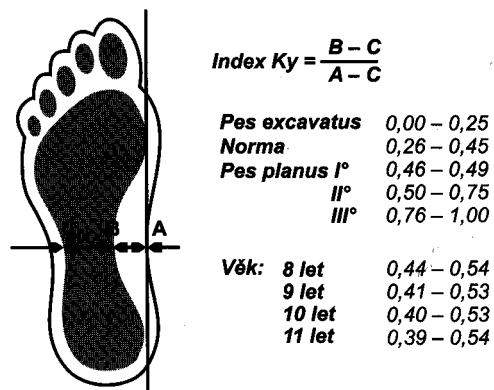 Index Ky = B – C
A – C
Pes excavatus 0,00 – 0,25
Norma 0,26 – 0,45
Pes planus I° 0,46 – 0,49
II° 0,50 – 0,75
III° 0,76 – 1,00
B A
Věk: 8 let 0,44 – 0,54
9 let 0,41 – 0,53
10 let 0,40 – 0,53
11 let 0,39 – 0,54